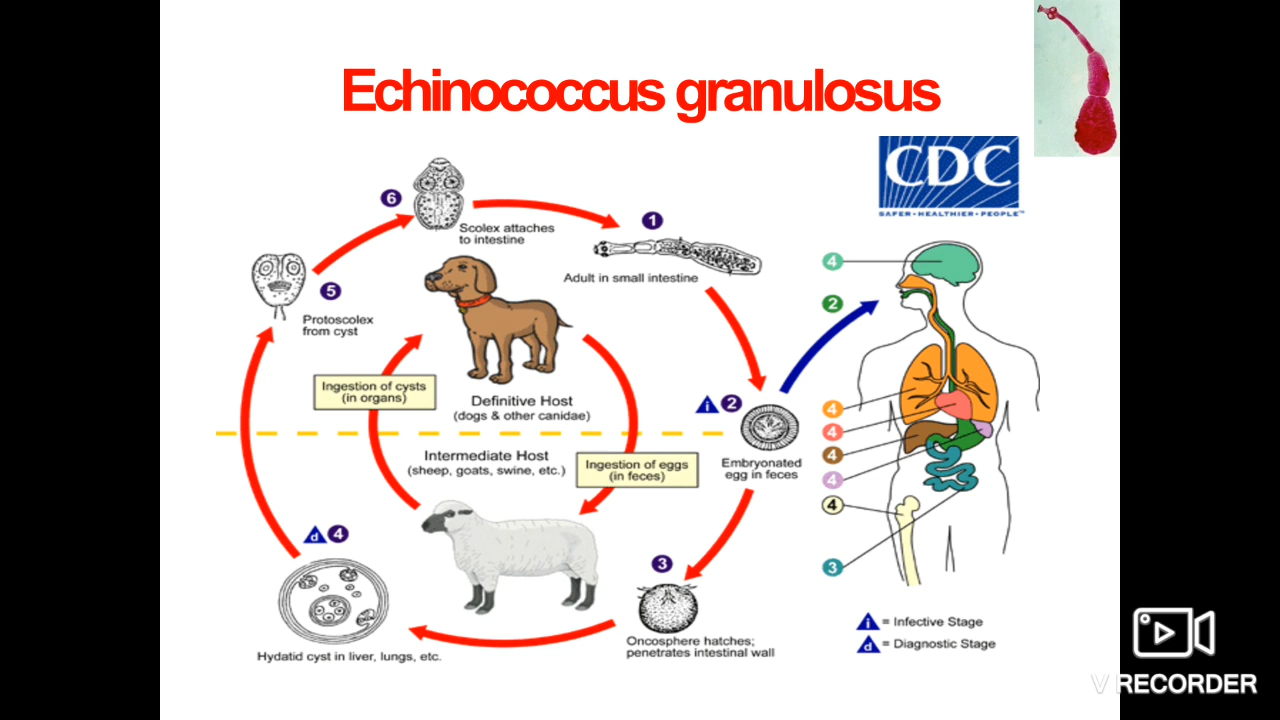 Echinococcus granulosus
CDC
SAFER • HEALTHIER • PEOPLE™
6
Scolex attaches
to intestine
1
Adult in small intestine
4
2
5
Protoscolex
from cyst
Ingestion of cysts
(in organs)
Definitive Host
(dogs & other canidae)
i 2
4
4
4
4
4
3
Intermediate Host
(sheep, goats, swine, etc.)
Ingestion of eggs
(in feces)
Embryonated
egg in feces
d 4
3
Hydatid cyst in liver, lungs, etc.
Oncosphere hatches;
penetrates intestinal wall
i = Infective Stage
d = Diagnostic Stage
V RECORDER